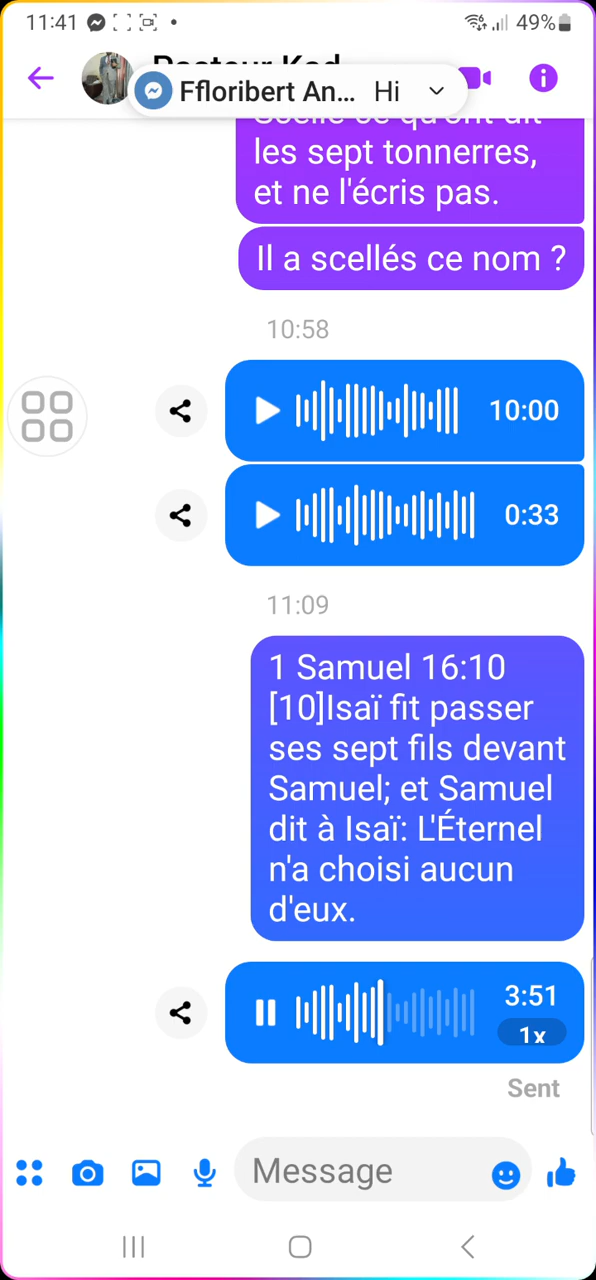 11:41 49%
Ffloribert An... Hi
les sept tonnerres,
et ne l'écris pas.
Il a scellés ce nom ?
10:58
10:00
0:33
11:09
1 Samuel 16:10
[10]Isaï fit passer
ses sept fils devant
Samuel; et Samuel
dit à Isaï: L'Éternel
n'a choisi aucun
d'eux.
3:51
1x
Sent
Message